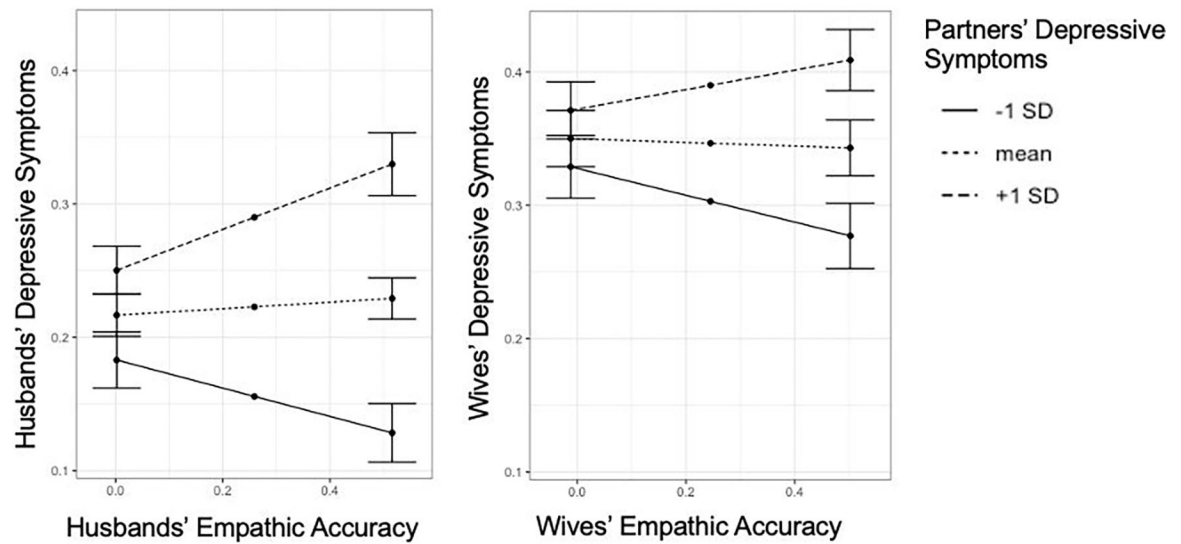 Husbands' Depressive Symptoms
0.4
0.3
0.2
0.1
0.0
0.2
0.4
Husbands' Empathic Accuracy
Wives' Depressive Symptoms
0.4
0.3
0.2
0.1
0.0
0.2
0.4
Wives' Empathic Accuracy
Partners' Depressive
Symptoms
-1 SD
mean
+1 SD